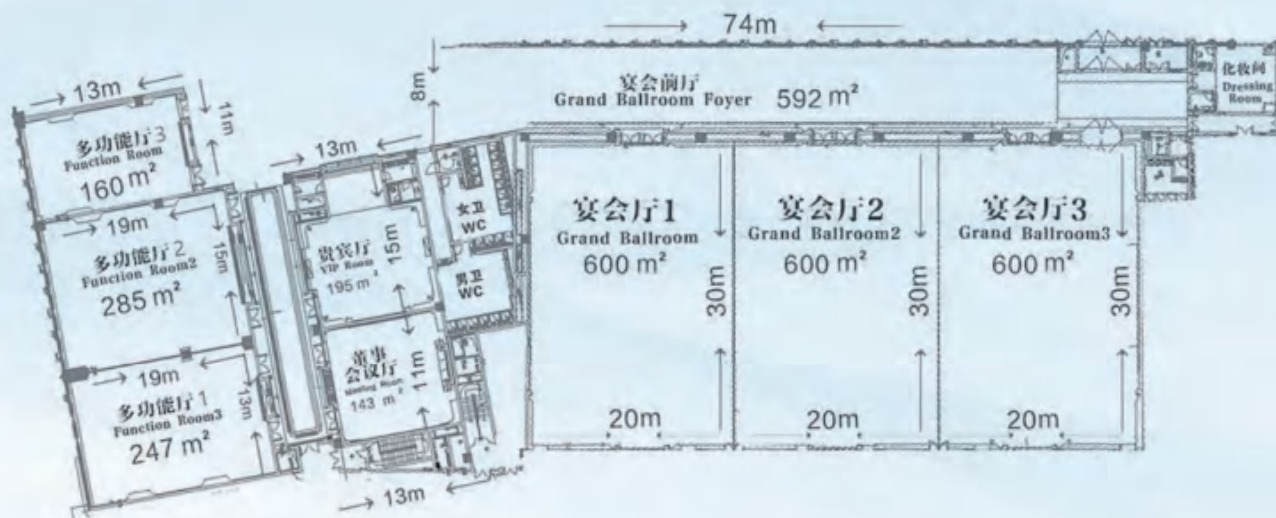 74m
8m
宴会前厅
Grand Ballroom Foyer 592 m²
化妆间
Dressing
Room
13m
11m
多功能厅3
Function Room
160 m²
19m
15m
多功能厅2
Function Room2
285 m²
19m
13m
多功能厅1
Function Room3
247 m²
13m
贵宾厅
VIP Room
195 m²
15m
董事
会议厅
Meeting Room
143 m²
11m
13m
女卫
WC
男卫
WC
宴会厅1
Grand Ballroom
600 m²
30m
20m
宴会厅2
Grand Ballroom2
600 m²
30m
20m
宴会厅3
Grand Ballroom3
600 m²
30m
20m